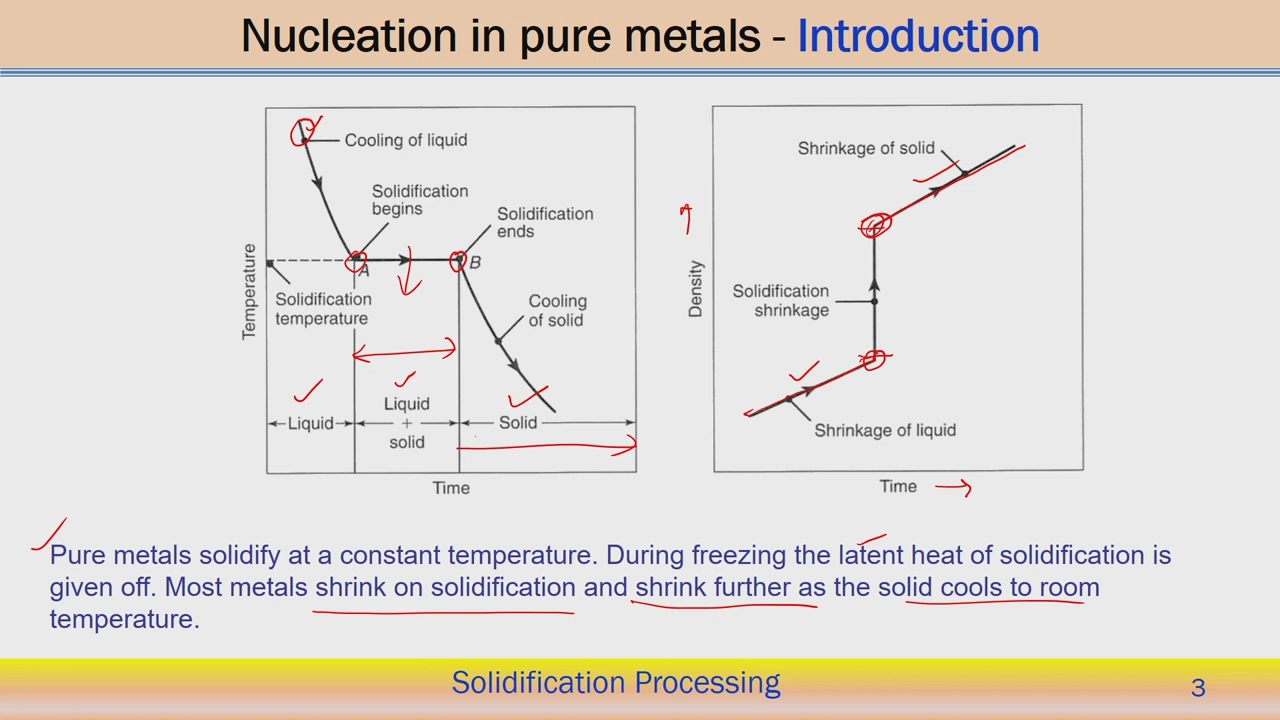 Nucleation in pure metals - Introduction
Cooling of liquid
Solidification
begins
Solidification
ends
A
B
Solidification
temperature
Cooling
of solid
Temperature
Liquid
Liquid
+
solid
Solid
Time
Shrinkage of solid
Density
Solidification
shrinkage
Shrinkage of liquid
Time
Pure metals solidify at a constant temperature. During freezing the latent heat of solidification is
given off. Most metals shrink on solidification and shrink further as the solid cools to room
temperature.
Solidification Processing
3